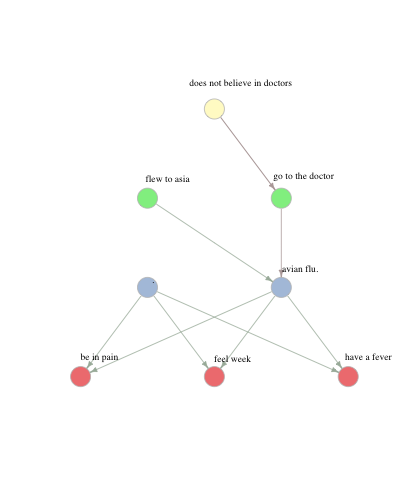 does not believe in doctors
flew to asia
go to the doctor
avian flu.
.
be in pain
feel week
have a fever